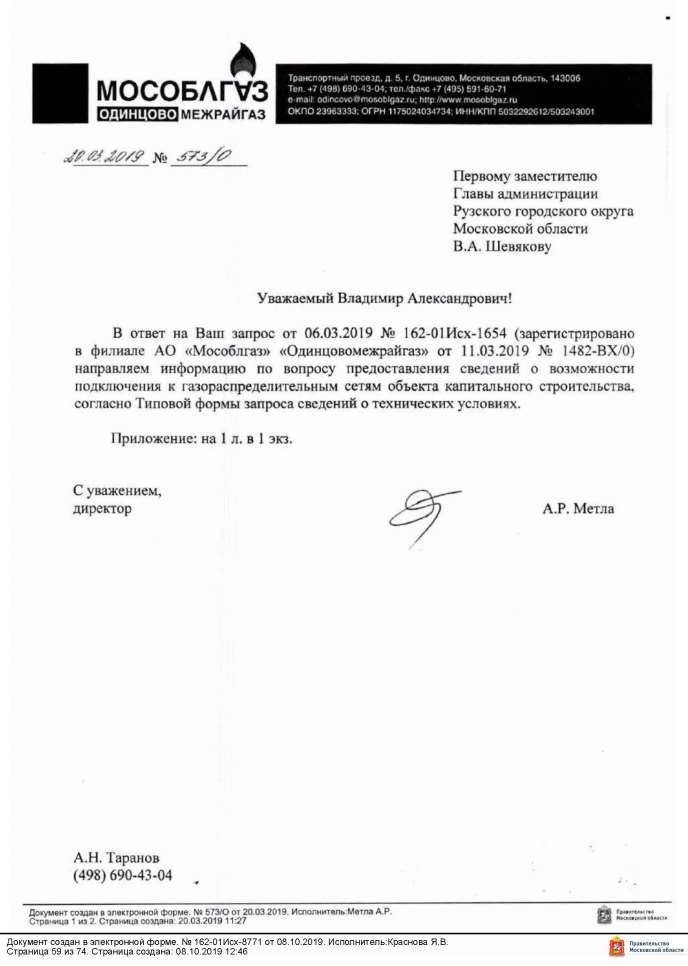 МОСОБЛГАЗ
ОДИНЦОВО МЕЖРАЙГАЗ
Транспортный проезд, д. 5, г. Одинцово, Московская область, 143006
Тел. +7 (498) 690-43-04; тел./факс +7 (495) 591-60-71
e-mail: odincovo@mosoblgaz.ru; http://www.mosoblgaz.ru
ОКПО 23963333; ОГРН 1175024034734; ИНН/КПП 5032292612/503243001
20.03.2019 № 573/О
Первому заместителю
Главы администрации
Рузского городского округа
Московской области
В.А. Шевякову
Уважаемый Владимир Александрович!
В ответ на Ваш запрос от 06.03.2019 № 162-01Исх-1654 (зарегистрировано
в филиале АО «Мособлгаз» «Одинцовомежрайгаз» от 11.03.2019 № 1482-ВХ/0)
направляем информацию по вопросу предоставления сведений о возможности
подключения к газораспределительным сетям объекта капитального строительства,
согласно Типовой формы запроса сведений о технических условиях.
Приложение: на 1 л. в 1 экз.
С уважением,
директор
А.Р. Метла
А.Н. Таранов
(498) 690-43-04
Документ создан в электронной форме. № 573/О от 20.03.2019. Исполнитель:Метла А.Р.
Страница 1 из 2. Страница создана: 20.03.2019 11:27
Правительство
Московской области
Документ создан в электронной форме. № 162-01Исх-8771 от 08.10.2019. Исполнитель:Краснова Я.В.
Страница 59 из 74. Страница создана: 08.10.2019 12:46
Правительство
Московской области